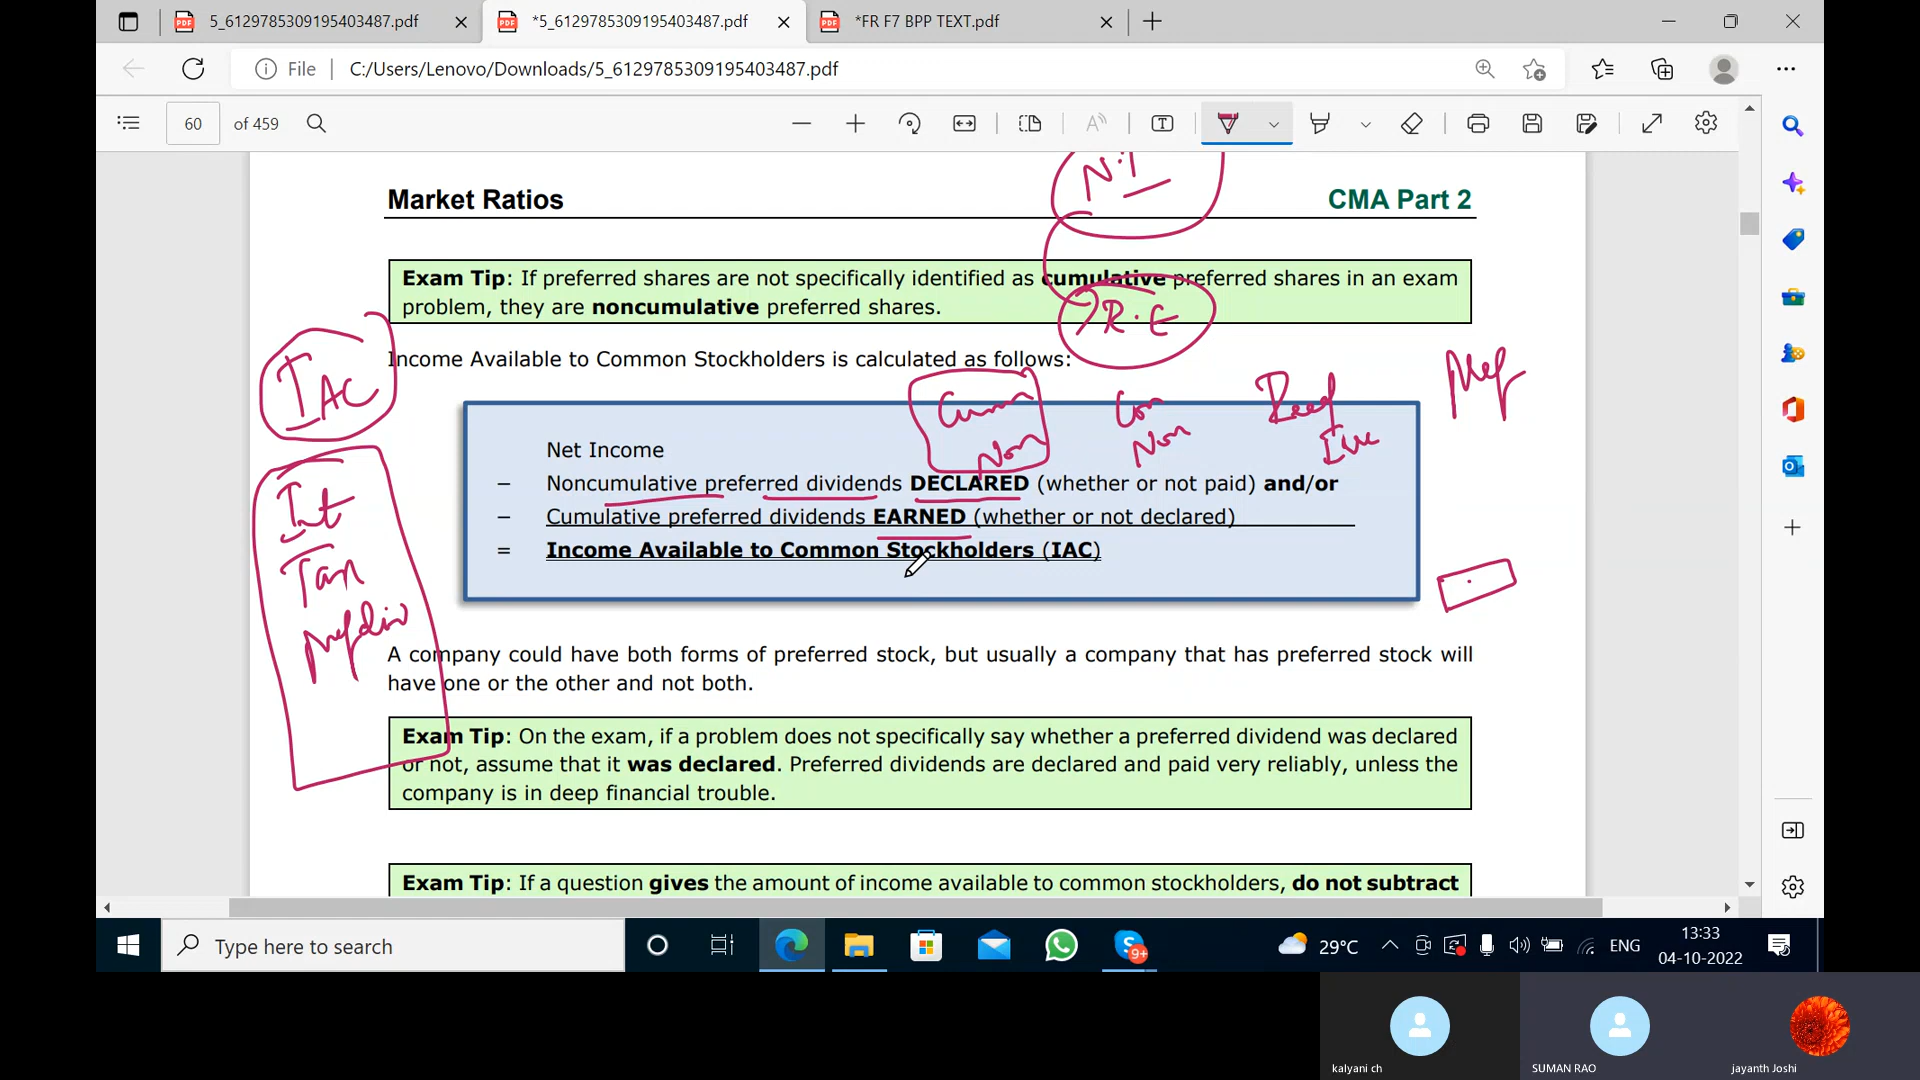 5_6129785309195403487.pdf
*5_6129785309195403487.pdf
*FR F7 BPP TEXT.pdf
File
C:/Users/Lenovo/Downloads/5_6129785309195403487.pdf
60 of 459
N.I
Market Ratios
CMA Part 2
Exam Tip: If preferred shares are not specifically identified as cumulative preferred shares in an exam
problem, they are noncumulative preferred shares.
R.E
Income Available to Common Stockholders is calculated as follows:
IAC
Cumm
Non
Con
Non
Net Income
− Noncumulative preferred dividends DECLARED (whether or not paid) and/or
− Cumulative preferred dividends EARNED (whether or not declared)
= Income Available to Common Stockholders (IAC)
Int
Tax
Pref div
A company could have both forms of preferred stock, but usually a company that has preferred stock will
have one or the other and not both.
Exam Tip: On the exam, if a problem does not specifically say whether a preferred dividend was declared
or not, assume that it was declared. Preferred dividends are declared and paid very reliably, unless the
company is in deep financial trouble.
Exam Tip: If a question gives the amount of income available to common stockholders, do not subtract
Type here to search
9+
29°C
ENG
13:33
04-10-2022
kalyani ch
SUMAN RAO
jayanth Joshi